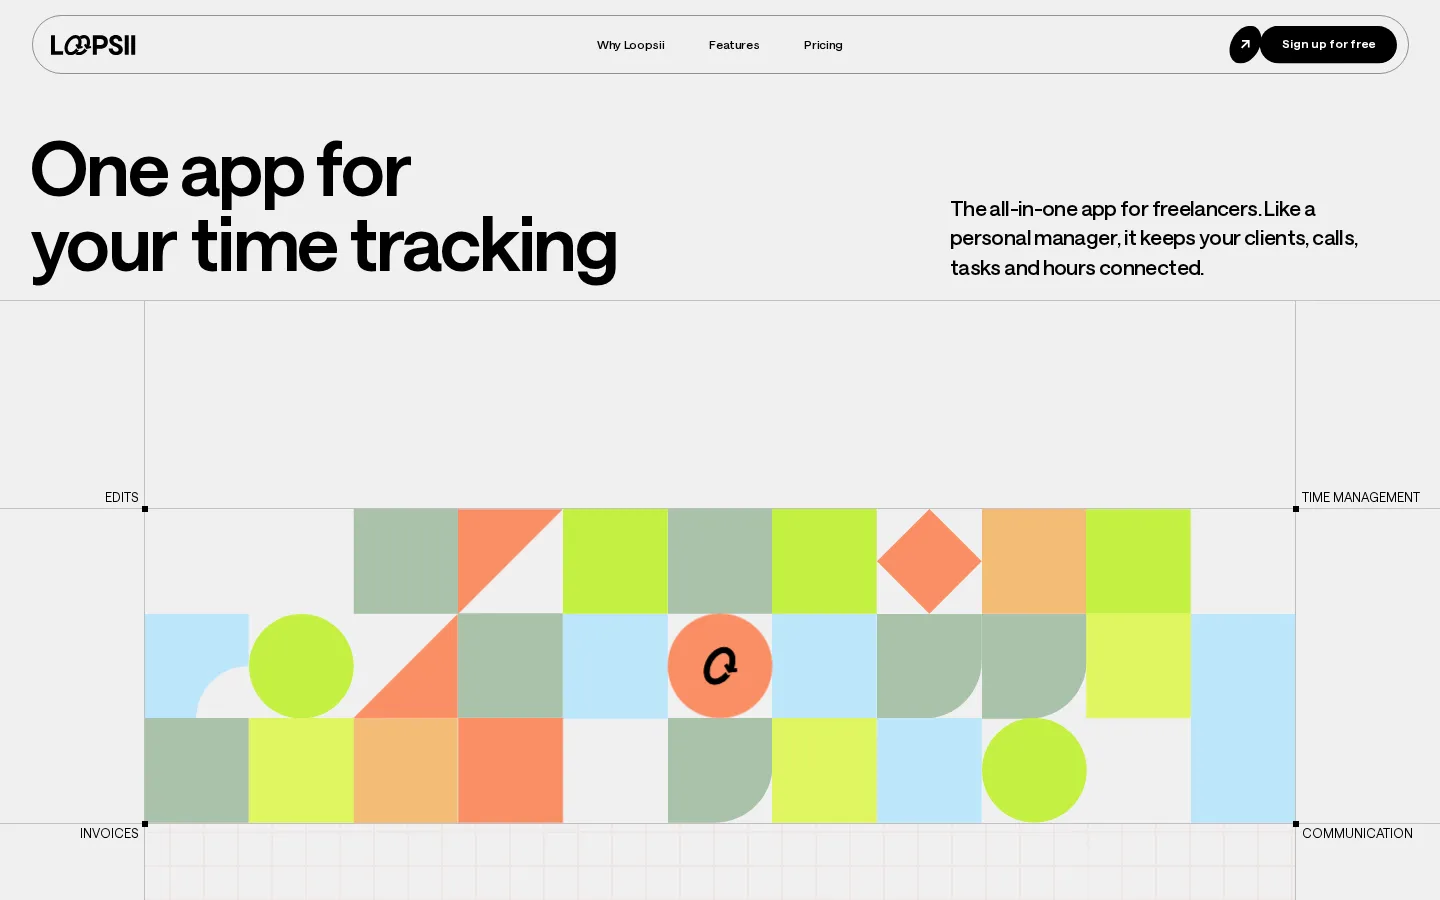 LOOPSII
Why Loopsii
Features
Pricing
Sign up for free
One app for
your time tracking
The all-in-one app for freelancers. Like a
personal manager, it keeps your clients, calls,
tasks and hours connected.
EDITS
TIME MANAGEMENT
INVOICES
COMMUNICATION